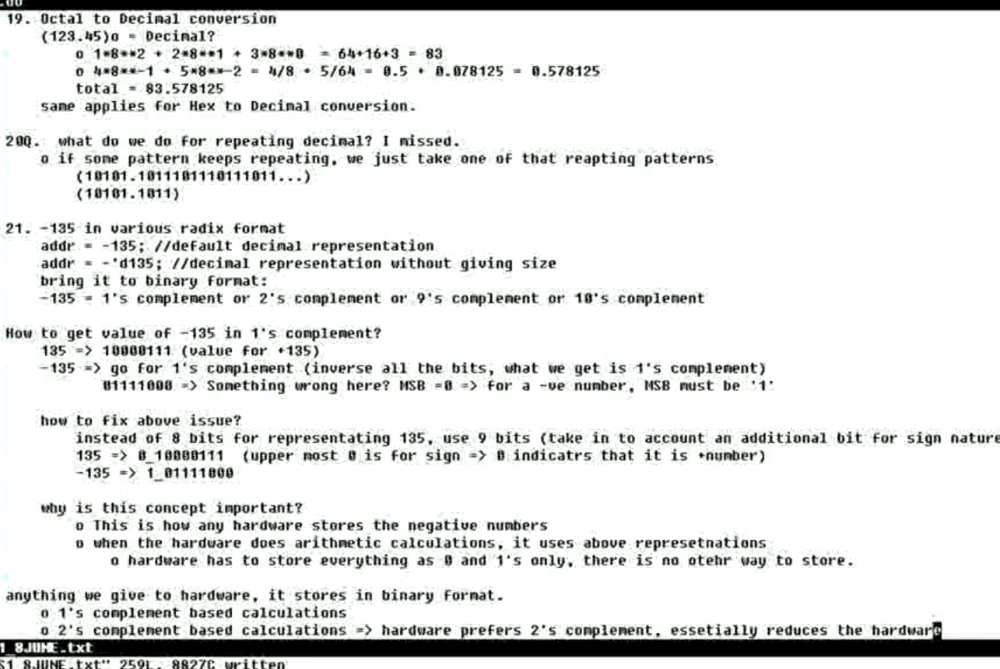 19. Octal to Decimal conversion
(123.45)o = Decimal?
o 1*8**2 + 2*8**1 + 3*8**0 = 64+16+3 = 83
o 4*8**-1 + 5*8**-2 = 4/8 + 5/64 = 0.5 + 0.078125 = 0.578125
total = 83.578125
same applies for Hex to Decimal conversion.
20Q. what do we do for repeating decimal? I missed.
o if some pattern keeps repeating, we just take one of that reapting patterns
(10101.1011101110111011...)
(10101.1011)
21. -135 in various radix format
addr = -135; //default decimal representation
addr = -'d135; //decimal representation without giving size
bring it to binary format:
-135 = 1's complement or 2's complement or 9's complement or 10's complement
How to get value of -135 in 1's complement?
135 => 10000111 (value for +135)
-135 => go for 1's complement (inverse all the bits, what we get is 1's complement)
01111000 => Something wrong here? MSB =0 => for a -ve number, MSB must be '1'
how to fix above issue?
instead of 8 bits for representating 135, use 9 bits (take in to account an additional bit for sign nature
135 => 0_10000111 (upper most 0 is for sign => 0 indicatrs that it is +number)
-135 => 1_01111000
why is this concept important?
o This is how any hardware stores the negative numbers
o when the hardware does arithmetic calculations, it uses above represetnations
o hardware has to store everything as 0 and 1's only, there is no otehr way to store.
anything we give to hardware, it stores in binary format.
o 1's complement based calculations
o 2's complement based calculations => hardware prefers 2's complement, essetially reduces the hardware
1_8JUNE.txt
S1_8JUNE.txt" 259L, 8827C written